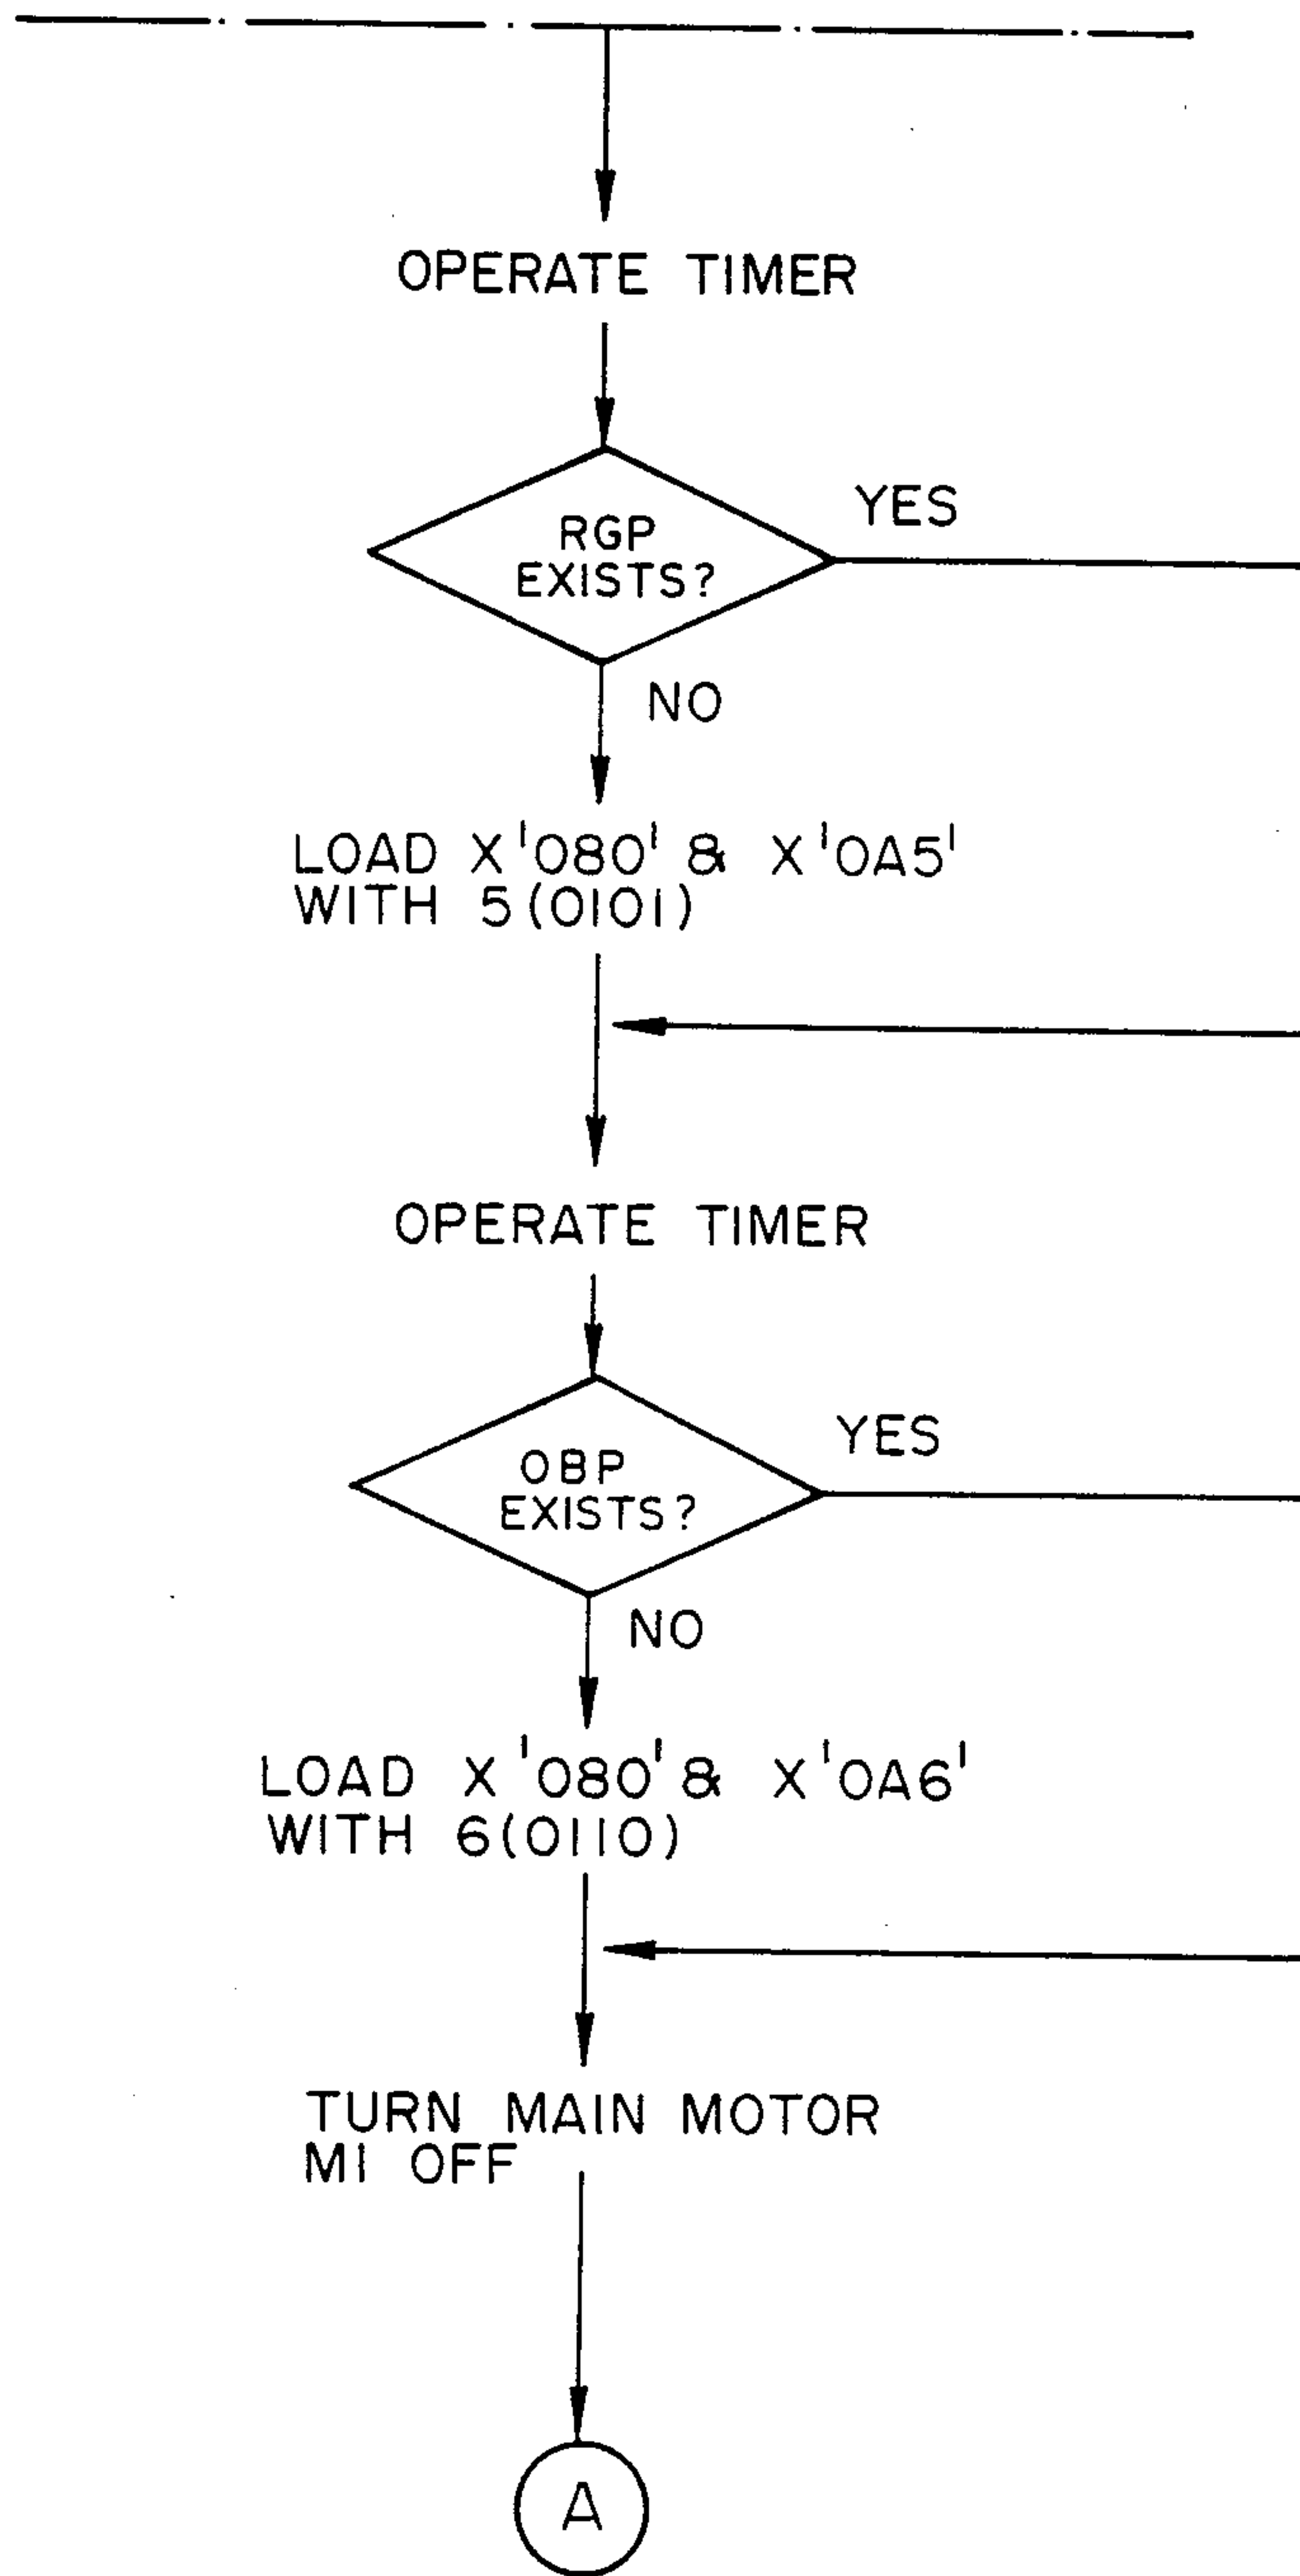 OPERATE TIMER
RGP
EXISTS?
YES
NO
LOAD X'080' & X'0A5'
WITH 5(0101)
OPERATE TIMER
OBP
EXISTS?
YES
NO
LOAD X'080' & X'0A6'
WITH 6(0110)
TURN MAIN MOTOR
M1 OFF
A